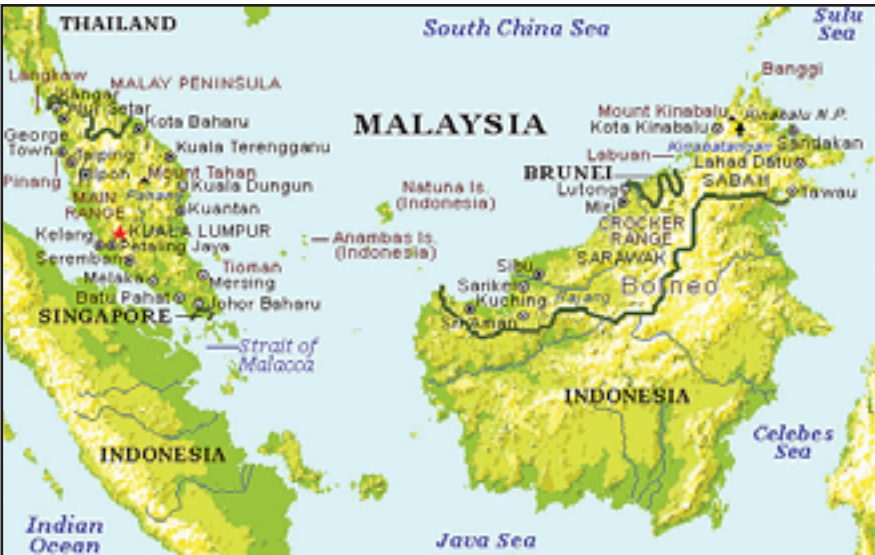 THAILAND
South China Sea
Sulu
Sea
Langkaw
MALAY PENINSULA
Banggi
Kangar
Alur Setar
Kota Baharu
MALAYSIA
Mount Kinabalu
Kinabalu N.P.
Kota Kinabalu
George
Town
Kuala Terengganu
Kinabatangan
Sandakan
Taiping
Labuan
Lahad Datu
Pinang
Ipoh
Mount Tahan
BRUNEI
SABAH
Kuala Dungun
Natuna Is.
(Indonesia)
Lutong
Tawau
MAIN
RANGE
Pahang
Miri
Kuantan
CROCKER
RANGE
Kelang
KUALA LUMPUR
Petaling Jaya
Anambas Is.
(Indonesia)
SARAWAK
Seremban
Tioman
Sibu
Melaka
Mersing
Sarikei
Rajang
Borneo
Batu Pahat
Johor Baharu
Kuching
SINGAPORE
Sri Aman
Strait of
Malacca
INDONESIA
INDONESIA
Celebes
Sea
Indian
Ocean
Java Sea